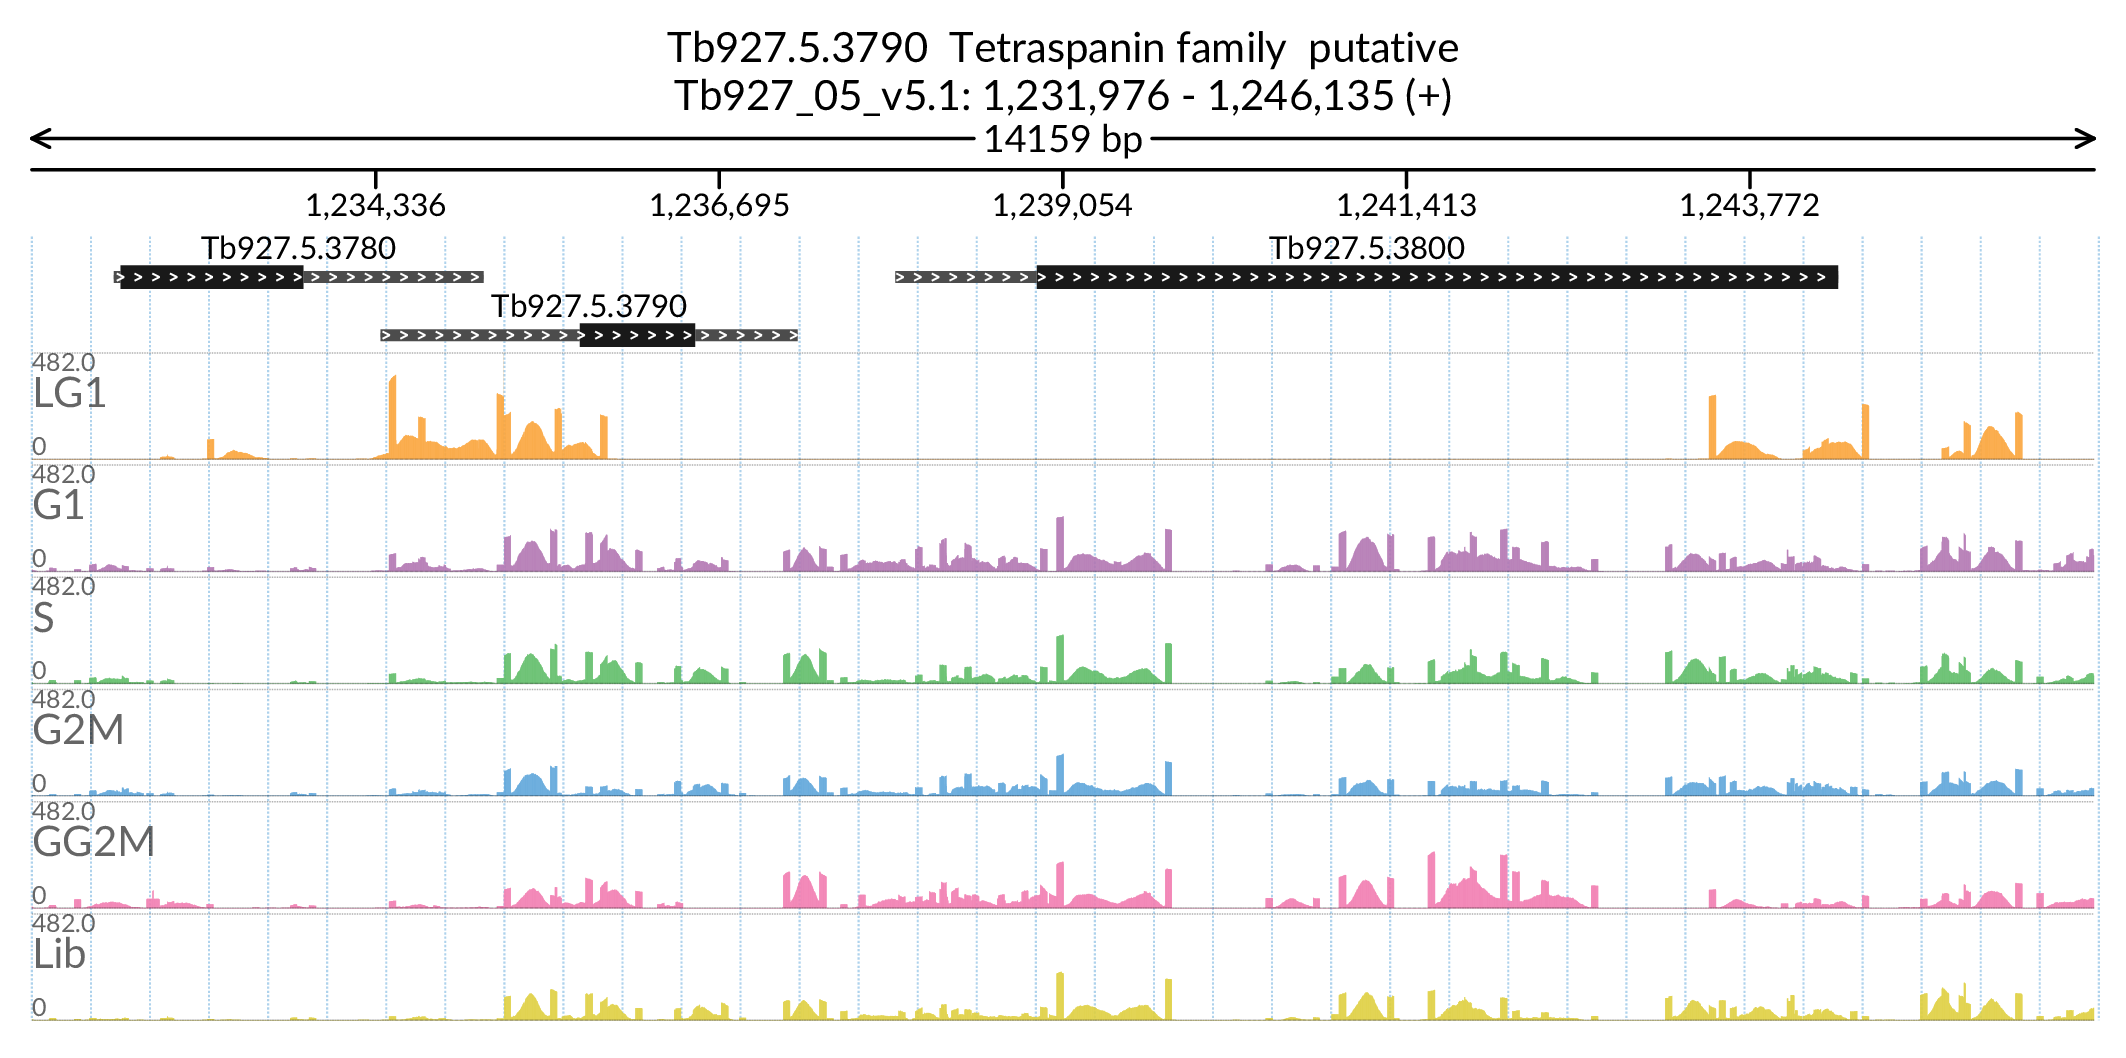 Tb927.5.3790 Tetraspanin family putative
Tb927_05_v5.1: 1,231,976 - 1,246,135 (+)
14159 bp
1,234,336 1,236,695 1,239,054 1,241,413 1,243,772
Tb927.5.3780 Tb927.5.3800
Tb927.5.3790
482.0
LG1
0
482.0
G1
0
482.0
S
0
482.0
G2M
0
482.0
GG2M
0
482.0
Lib
0